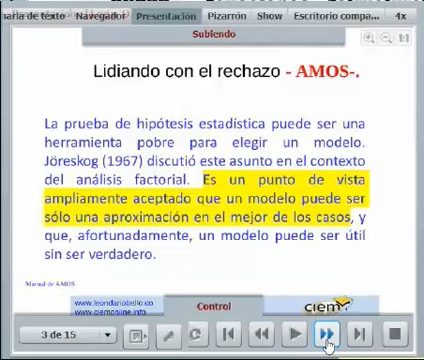 harla de texto Navegador Presentación Pizarrón Show Escritorio compa... 4x
Subiendo
1:1
Lidiando con el rechazo - AMOS-.
La prueba de hipótesis estadística puede ser una
herramienta pobre para elegir un modelo.
Jöreskog (1967) discutió este asunto en el contexto
del análisis factorial. Es un punto de vista
ampliamente aceptado que un modelo puede ser
sólo una aproximación en el mejor de los casos, y
que, afortunadamente, un modelo puede ser útil
sin ser verdadero.
Manual de AMOS
www.leondariobello.co
www.ciemonline.info
Control
ciem
3 de 15